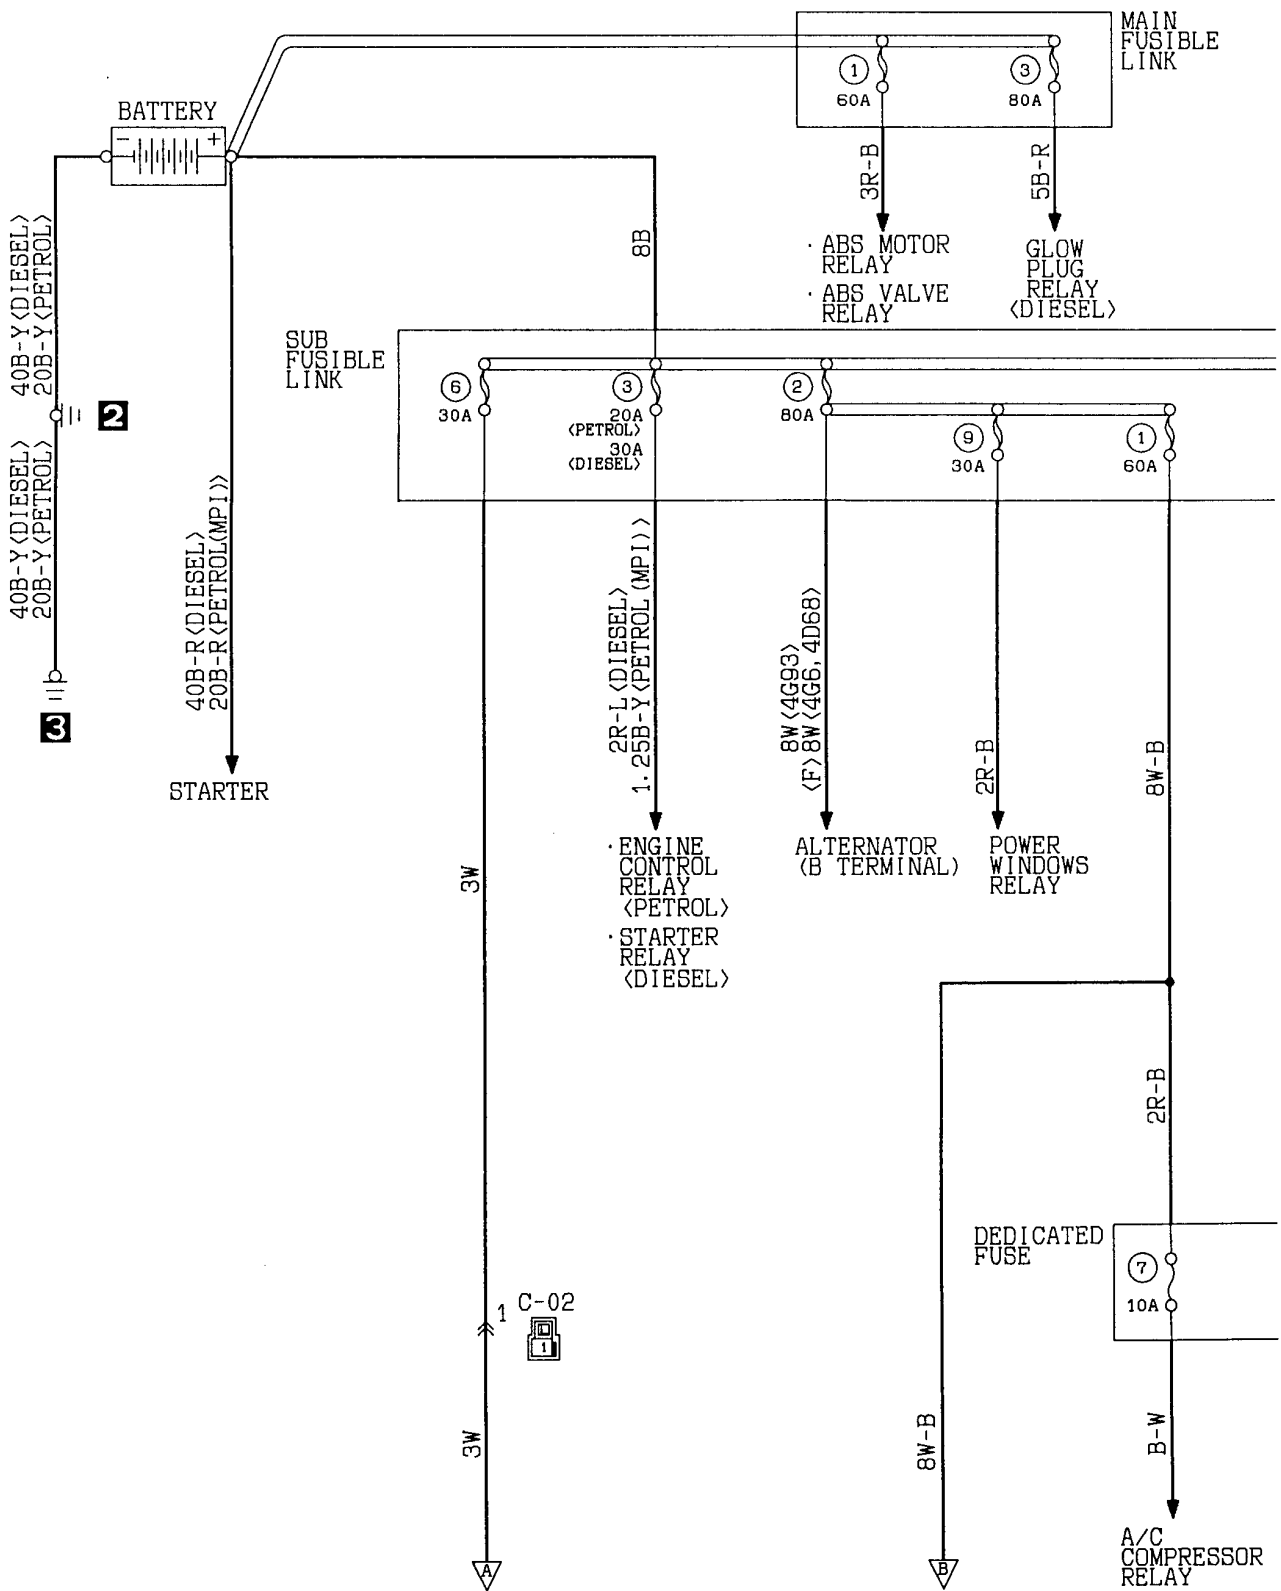 MAIN
FUSIBLE
LINK
1
60A
3
80A
BATTERY
- +
3R-B
5B-R
· ABS MOTOR
RELAY
· ABS VALVE
RELAY
GLOW
PLUG
RELAY
<DIESEL>
40B-Y<DIESEL>
20B-Y<PETROL>
8B
SUB
FUSIBLE
LINK
6
30A
3
20A
<PETROL>
30A
<DIESEL>
2
80A
9
30A
1
60A
2
40B-Y<DIESEL>
20B-Y<PETROL>
3
40B-R<DIESEL>
20B-R<PETROL(MPI)>
STARTER
2R-L<DIESEL>
1.25B-Y<PETROL(MPI)>
8W<4G93>
<F>8W<4G6,4D68>
2R-B
8W-B
3W
· ENGINE
CONTROL
RELAY
<PETROL>
· STARTER
RELAY
<DIESEL>
ALTERNATOR
(B TERMINAL)
POWER
WINDOWS
RELAY
2R-B
DEDICATED
FUSE
7
10A
1 C-02
1
3W
8W-B
B-W
A
B
A/C
COMPRESSOR
RELAY